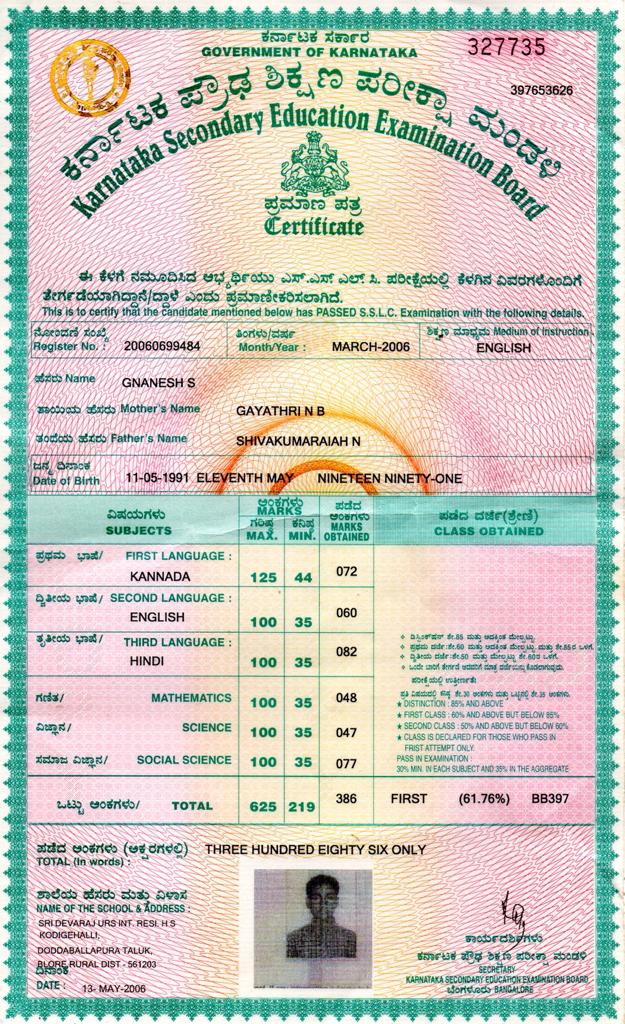 ಕರ್ನಾಟಕ ಸರ್ಕಾರ
GOVERNMENT OF KARNATAKA
327735
397653626
ಕರ್ನಾಟಕ ಪ್ರೌಢ ಶಿಕ್ಷಣ ಪರೀಕ್ಷಾ ಮಂಡಳಿ
Karnataka Secondary Education Examination Board
ಪ್ರಮಾಣ ಪತ್ರ
Certificate
ಈ ಕೆಳಗೆ ನಮೂದಿಸಿದ ಅಭ್ಯರ್ಥಿಯು ಎಸ್.ಎಸ್ ಎಲ್. ಸಿ. ಪರೀಕ್ಷೆಯಲ್ಲಿ ಕೆಳಗಿನ ವಿವರಗಳೊಂದಿಗೆ
ತೇರ್ಗಡೆಯಾಗಿದ್ದಾನೆ/ದ್ದಾಳೆ ಎಂದು ಪ್ರಮಾಣೀಕರಿಸಲಾಗಿದೆ.
This is to certify that the candidate mentioned below has PASSED S.S.L.C. Examination with the following details.
ನೋಂದಣಿ ಸಂಖ್ಯೆ ತಿಂಗಳು/ವರ್ಷ ಶಿಕ್ಷಣ ಮಾಧ್ಯಮ Medium of Instruction
Register No. : 20060699484 Month/Year : MARCH-2006 ENGLISH
ಹೆಸರು Name GNANESH S
ತಾಯಿಯ ಹೆಸರು Mother's Name GAYATHRI N B
ತಂದೆಯ ಹೆಸರು Father's Name SHIVAKUMARAIAH N
ಜನ್ಮ ದಿನಾಂಕ
Date of Birth 11-05-1991 ELEVENTH MAY NINETEEN NINETY-ONE
ವಿಷಯಗಳು ಅಂಕಗಳು ಪಡೆದ ಪಡೆದ ದರ್ಜೆ(ಶ್ರೇಣಿ)
SUBJECTS MARKS ಅಂಕಗಳು CLASS OBTAINED
ಗರಿಷ್ಠ ಕನಿಷ್ಠ MARKS
MAX. MIN. OBTAINED
ಪ್ರಥಮ ಭಾಷೆ/ FIRST LANGUAGE :
KANNADA 125 44 072
ದ್ವಿತೀಯ ಭಾಷೆ/ SECOND LANGUAGE :
ENGLISH 100 35 060
ತೃತೀಯ ಭಾಷೆ/ THIRD LANGUAGE :
HINDI 100 35 082
ಗಣಿತ/ MATHEMATICS 100 35 048
ವಿಜ್ಞಾನ/ SCIENCE 100 35 047
ಸಮಾಜ ವಿಜ್ಞಾನ/ SOCIAL SCIENCE 100 35 077
★ DISTINCTION : 85% AND ABOVE
★ FIRST CLASS : 60% AND ABOVE BUT BELOW 85%
★ SECOND CLASS : 50% AND ABOVE BUT BELOW 60%
★ CLASS IS DECLARED FOR THOSE WHO PASS IN
FRIST ATTEMPT ONLY.
PASS IN EXAMINATION :
30% MIN. IN EACH SUBJECT AND 35% IN THE AGGREGATE
ಒಟ್ಟು ಅಂಕಗಳು/ TOTAL 625 219 386 FIRST (61.76%) BB397
ಪಡೆದ ಅಂಕಗಳು (ಅಕ್ಷರಗಳಲ್ಲಿ) THREE HUNDRED EIGHTY SIX ONLY
TOTAL (In words) :
ಶಾಲೆಯ ಹೆಸರು ಮತ್ತು ವಿಳಾಸ
NAME OF THE SCHOOL & ADDRESS :
SRI DEVARAJ URS INT. RESI. H S
KODIGEHALLI,
DODDABALLAPURA TALUK,
BLORE RURAL DIST - 561203
ದಿನಾಂಕ
DATE : 13- MAY-2006
ಕಾರ್ಯದರ್ಶಿಗಳು
ಕರ್ನಾಟಕ ಪ್ರೌಢ ಶಿಕ್ಷಣ ಪರೀಕ್ಷಾ ಮಂಡಳಿ
SECRETARY
KARNATAKA SECONDARY EDUCATION EXAMINATION BOARD
ಬೆಂಗಳೂರು BANGALORE